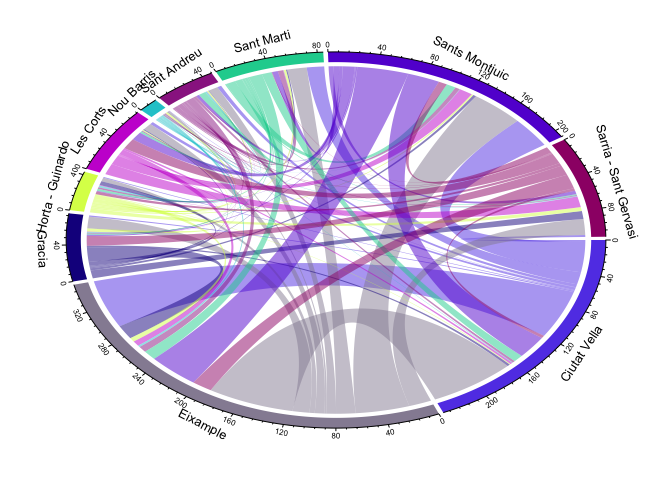 Sant Marti
Sants Montjuic
Sarria - Sant Gervasi
Ciutat Vella
Eixample
Gracia
Horta - Guinardo
Les Corts
Nou Barris
Sant Andreu
0 40 80 120 160 200
0 40 80
0 40 80 120 160 200
0 40 80 120 160 200 240 280 320
0 40
0
0 40
0
0 40
0 40 80